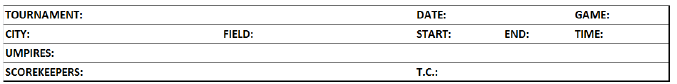 TOURNAMENT: DATE: GAME:
CITY: FIELD: START: END: TIME:
UMPIRES:
SCOREKEEPERS: T.C.: